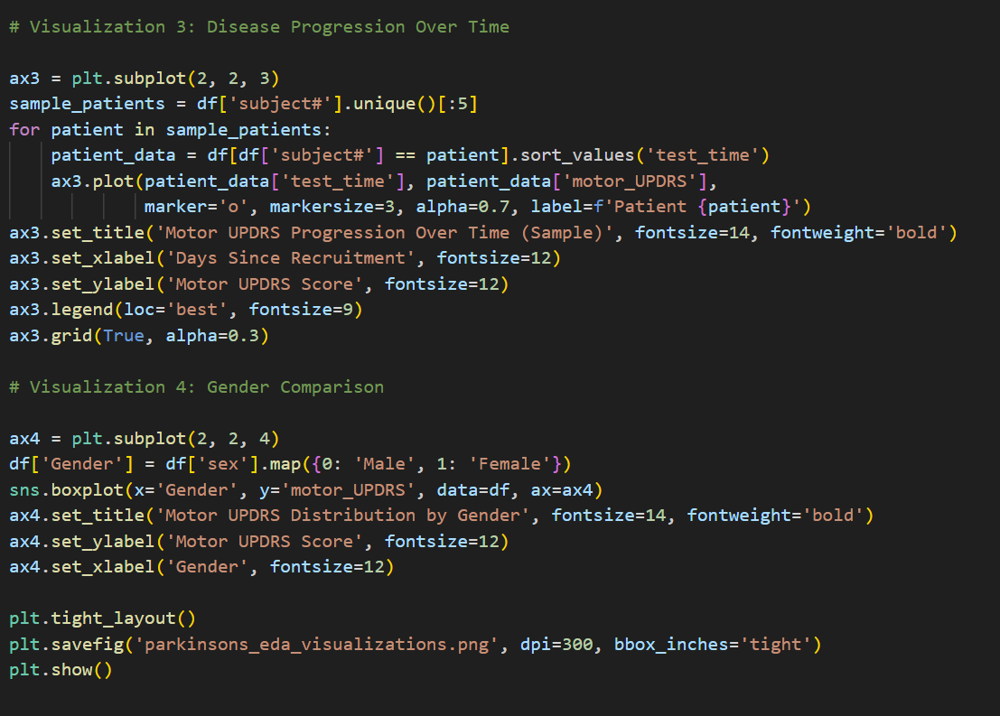 # Visualization 3: Disease Progression Over Time
ax3 = plt.subplot(2, 2, 3)
sample_patients = df['subject#'].unique()[:5]
for patient in sample_patients:
    patient_data = df[df['subject#'] == patient].sort_values('test_time')
    ax3.plot(patient_data['test_time'], patient_data['motor_UPDRS'],
             marker='o', markersize=3, alpha=0.7, label=f'Patient {patient}')
ax3.set_title('Motor UPDRS Progression Over Time (Sample)', fontsize=14, fontweight='bold')
ax3.set_xlabel('Days Since Recruitment', fontsize=12)
ax3.set_ylabel('Motor UPDRS Score', fontsize=12)
ax3.legend(loc='best', fontsize=9)
ax3.grid(True, alpha=0.3)
# Visualization 4: Gender Comparison
ax4 = plt.subplot(2, 2, 4)
df['Gender'] = df['sex'].map({0: 'Male', 1: 'Female'})
sns.boxplot(x='Gender', y='motor_UPDRS', data=df, ax=ax4)
ax4.set_title('Motor UPDRS Distribution by Gender', fontsize=14, fontweight='bold')
ax4.set_ylabel('Motor UPDRS Score', fontsize=12)
ax4.set_xlabel('Gender', fontsize=12)
plt.tight_layout()
plt.savefig('parkinsons_eda_visualizations.png', dpi=300, bbox_inches='tight')
plt.show()